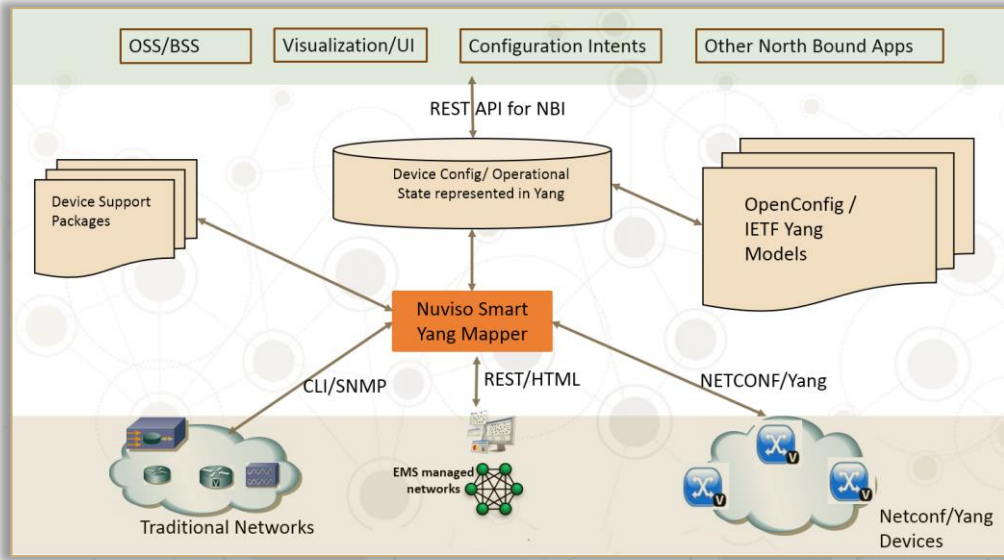 OSS/BSS
Visualization/UI
Configuration Intents
Other North Bound Apps
REST API for NBI
Device Config/ Operational
State represented in Yang
Device Support
Packages
OpenConfig /
IETF Yang
Models
Nuviso Smart
Yang Mapper
CLI/SNMP
REST/HTML
NETCONF/Yang
EMS managed
networks
V
V
V
V
Traditional Networks
Netconf/Yang
Devices